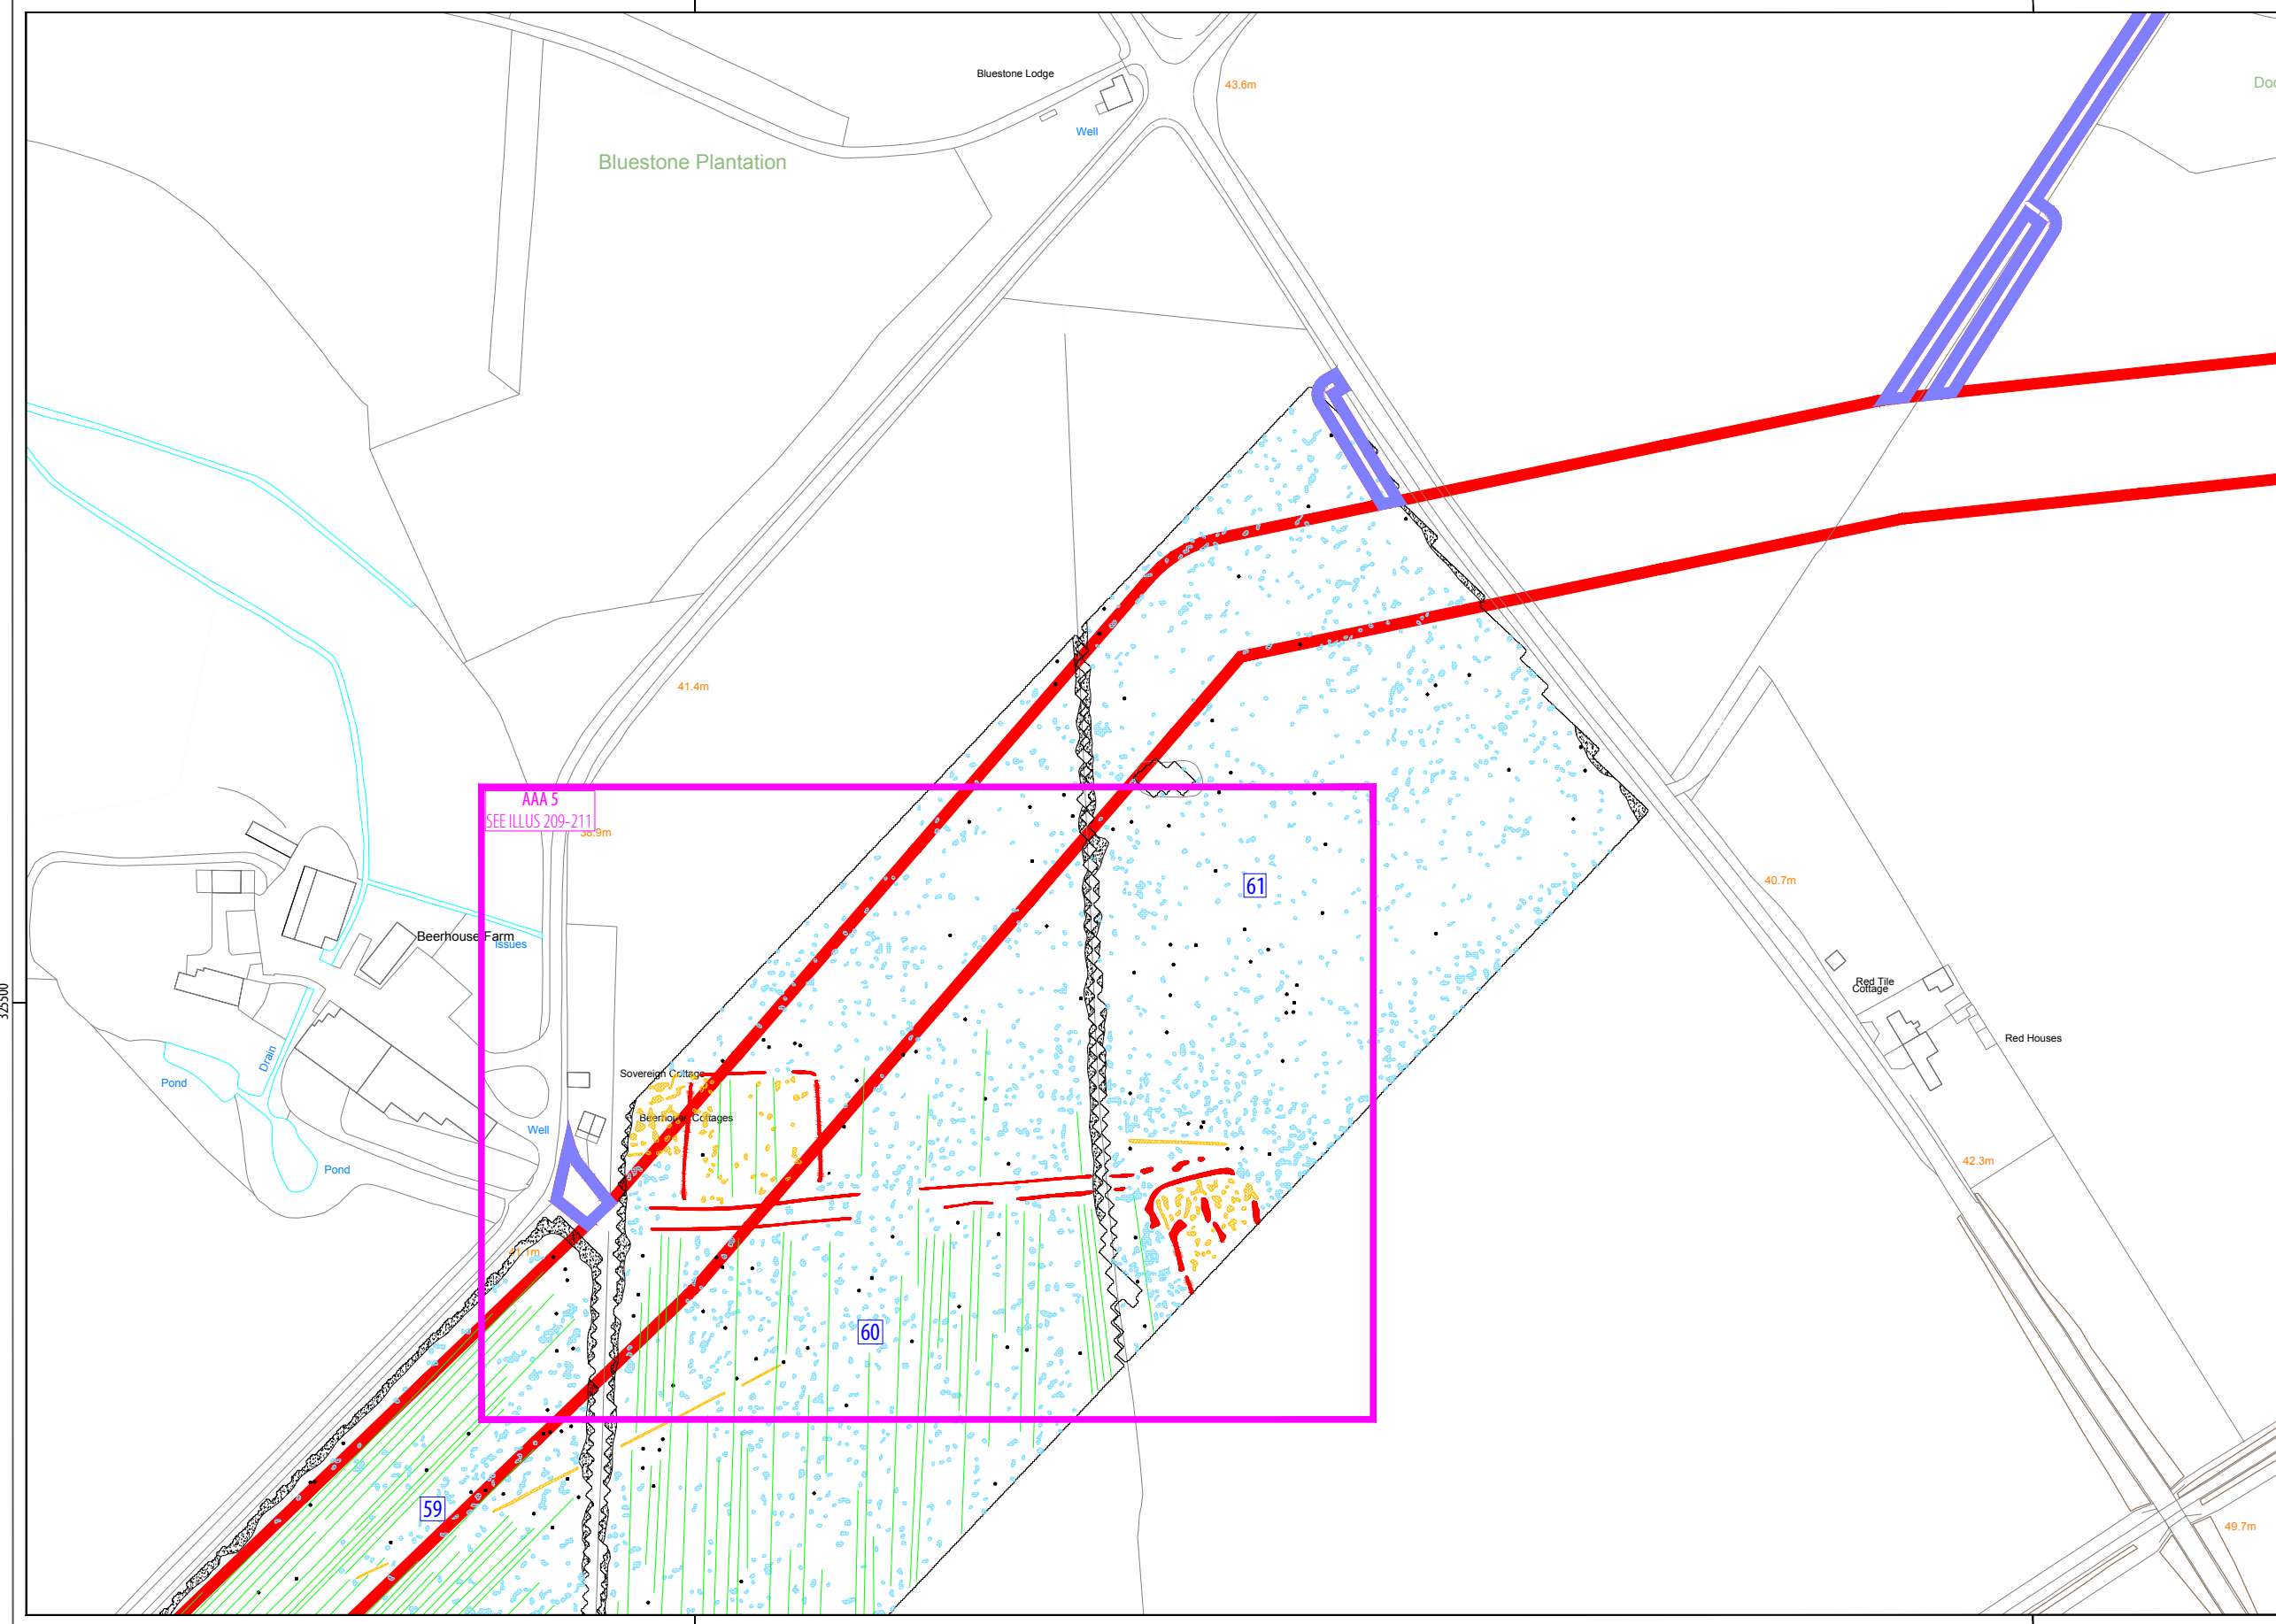 Bluestone Lodge
43.6m
Doc
Well
Bluestone Plantation
41.4m
AAA 5
SEE ILLUS 209-211
38.9m
61
40.7m
Beerhouse Farm
Issues
Red Tile
Cottage
325500
Red Houses
Drain
Pond
Sovereign Cottage
Beerhouse Cottages
Well
Pond
42.3m
41.1m
60
59
49.7m